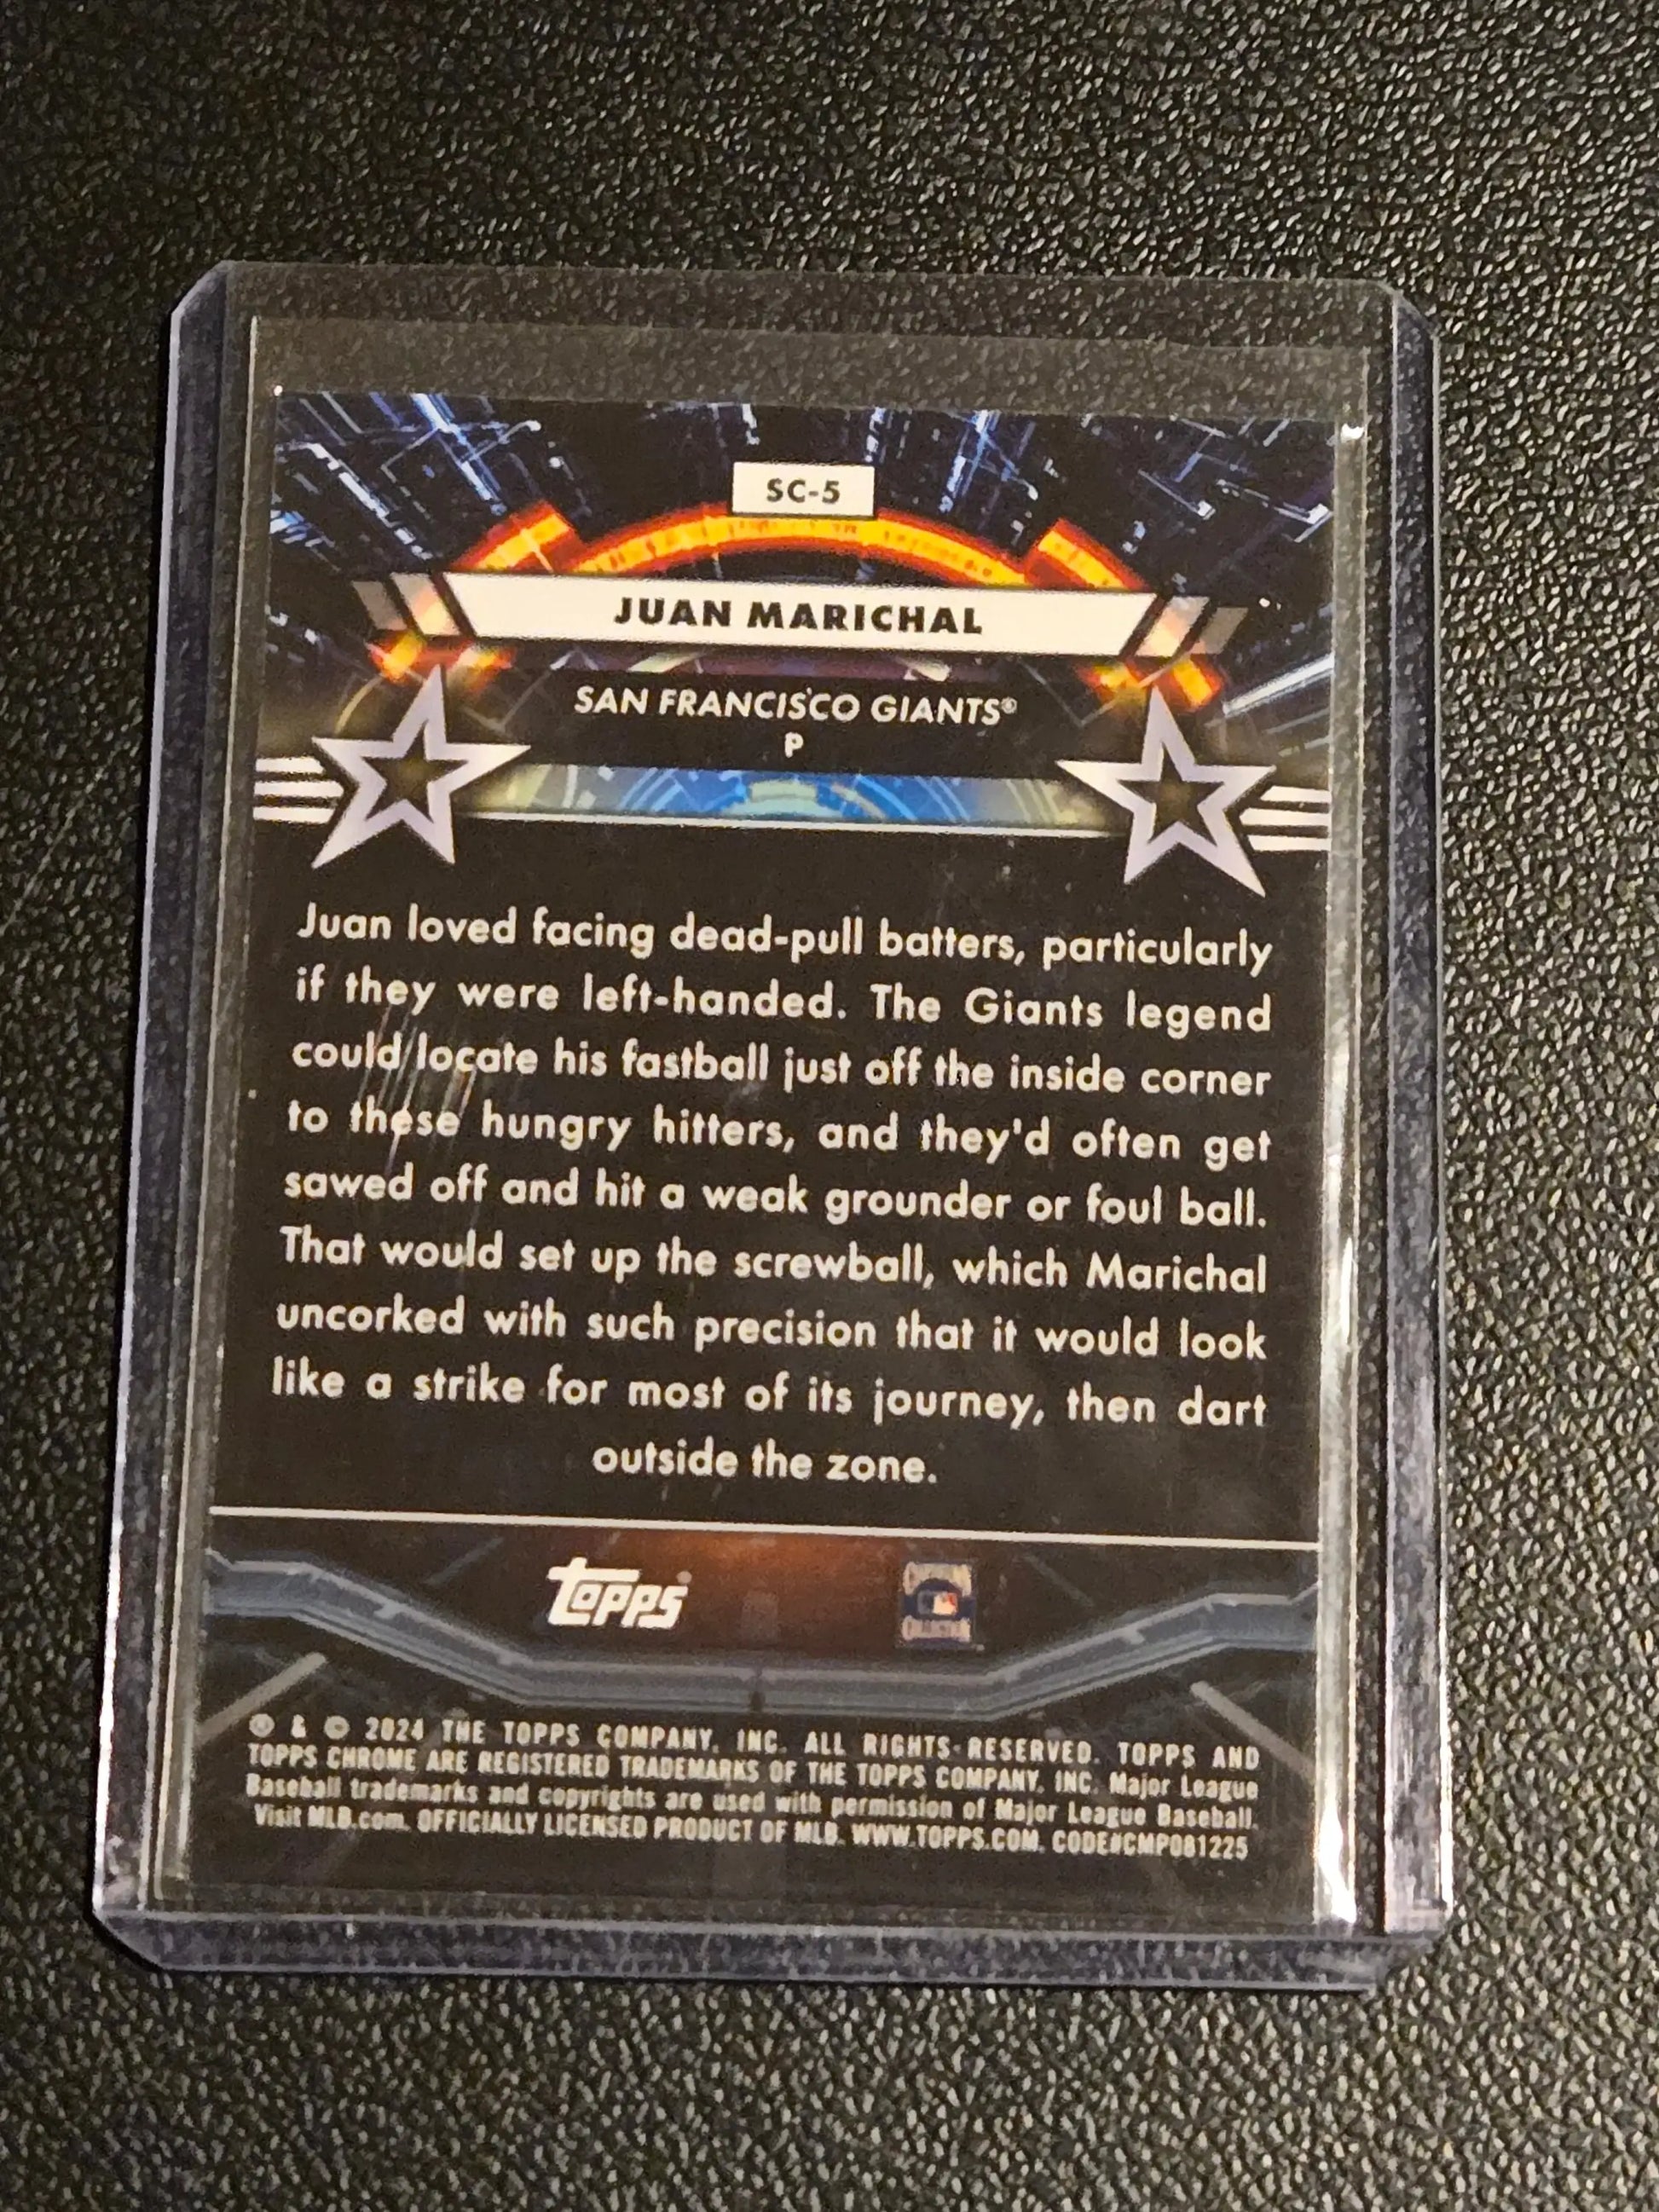 SC-5
JUAN MARICHAL
SAN FRANCISCO GIANTS®
P
Juan loved facing dead-pull batters, particularly
if they were left-handed. The Giants legend
could locate his fastball just off the inside corner
to these hungry hitters, and they'd often get
sawed off and hit a weak grounder or foul ball.
That would set up the screwball, which Marichal
uncorked with such precision that it would look
like a strike for most of its journey, then dart
outside the zone.
topps
® & © 2024 THE TOPPS COMPANY, INC. ALL RIGHTS RESERVED. TOPPS AND
TOPPS CHROME ARE REGISTERED TRADEMARKS OF THE TOPPS COMPANY, INC. Major League
Baseball trademarks and copyrights are used with permission of Major League Baseball.
Visit MLB.com. OFFICIALLY LICENSED PRODUCT OF MLB. WWW.TOPPS.COM. CODE#CMP081225